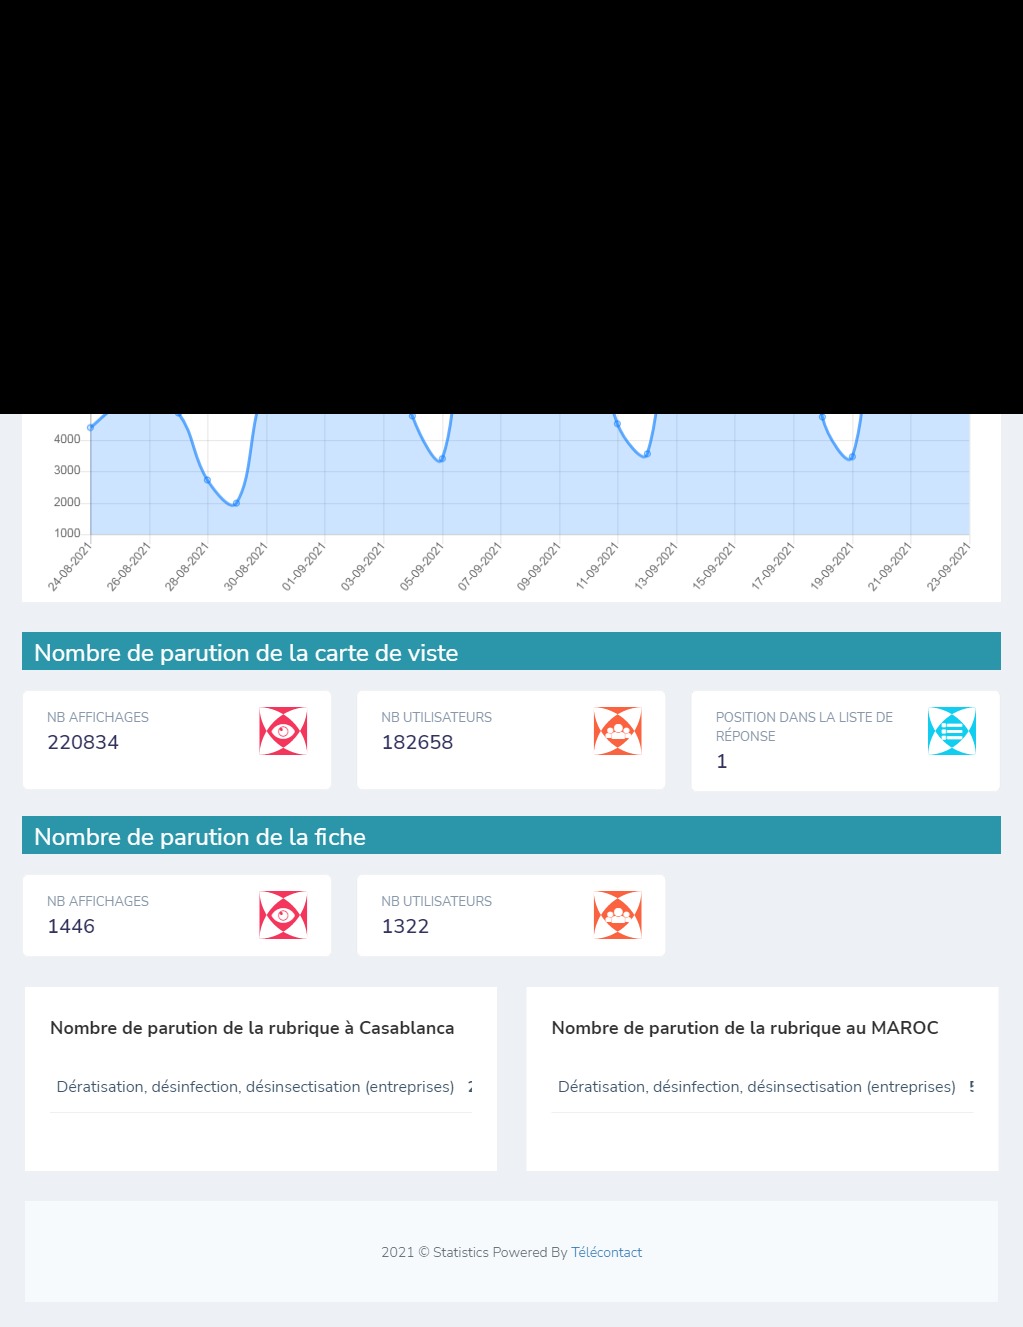 4000
3000
2000
1000
24-08-2021 26-08-2021 28-08-2021 30-08-2021 01-09-2021 03-09-2021 05-09-2021 07-09-2021 09-09-2021 11-09-2021 13-09-2021 15-09-2021 17-09-2021 19-09-2021 21-09-2021 23-09-2021
Nombre de parution de la carte de viste
NB AFFICHAGES
220834
NB UTILISATEURS
182658
POSITION DANS LA LISTE DE
RÉPONSE
1
Nombre de parution de la fiche
NB AFFICHAGES
1446
NB UTILISATEURS
1322
Nombre de parution de la rubrique à Casablanca
Dératisation, désinfection, désinsectisation (entreprises)
Nombre de parution de la rubrique au MAROC
Dératisation, désinfection, désinsectisation (entreprises)
2021 © Statistics Powered By Télécontact